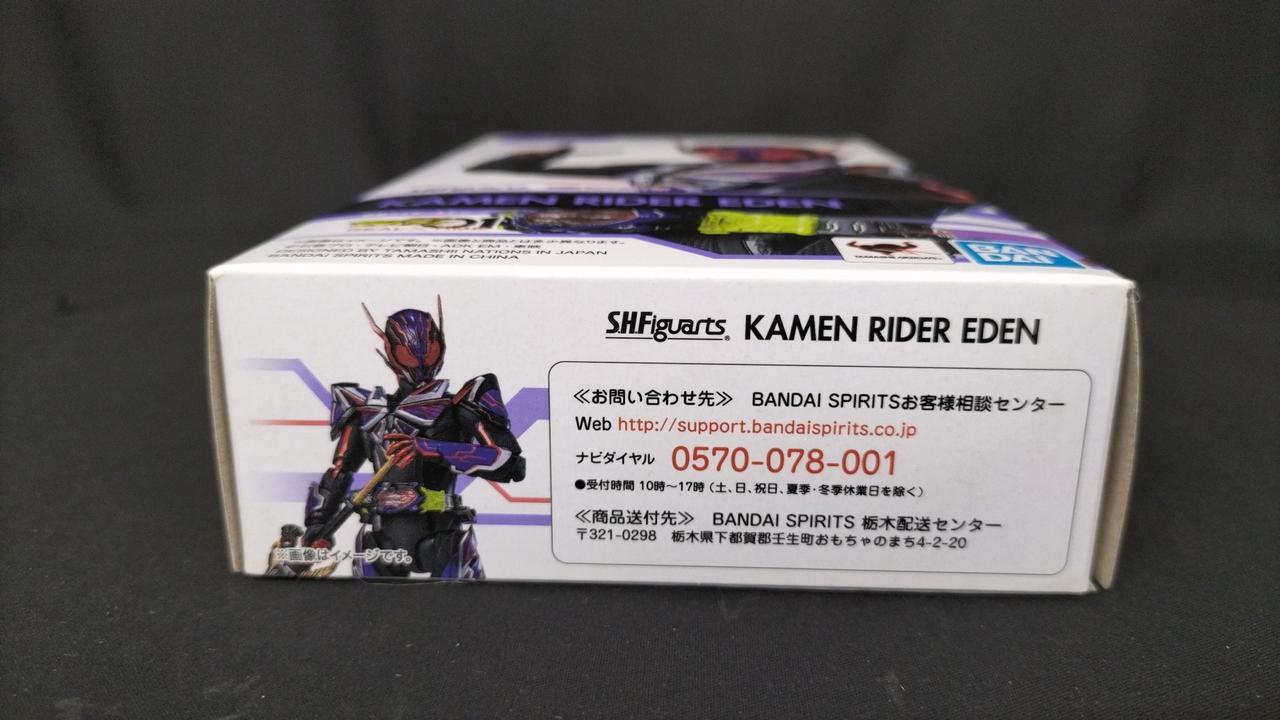 KAMEN RIDER EDEN
BY TAMASHII NATIONS IN JAPAN
BANDAI SPIRITS MADE IN CHINA
BAN
DAI
S.H.Figuarts® KAMEN RIDER EDEN
≪お問い合わせ先≫ BANDAI SPIRITSお客様相談センター
Web http://support.bandaispirits.co.jp
ナビダイヤル 0570-078-001
●受付時間 10時～17時（土、日、祝日、夏季・冬季休業日を除く）
≪商品送付先≫ BANDAI SPIRITS 栃木配送センター
〒321-0298 栃木県下都賀郡壬生町おもちゃのまち4-2-20
※画像はイメージです。